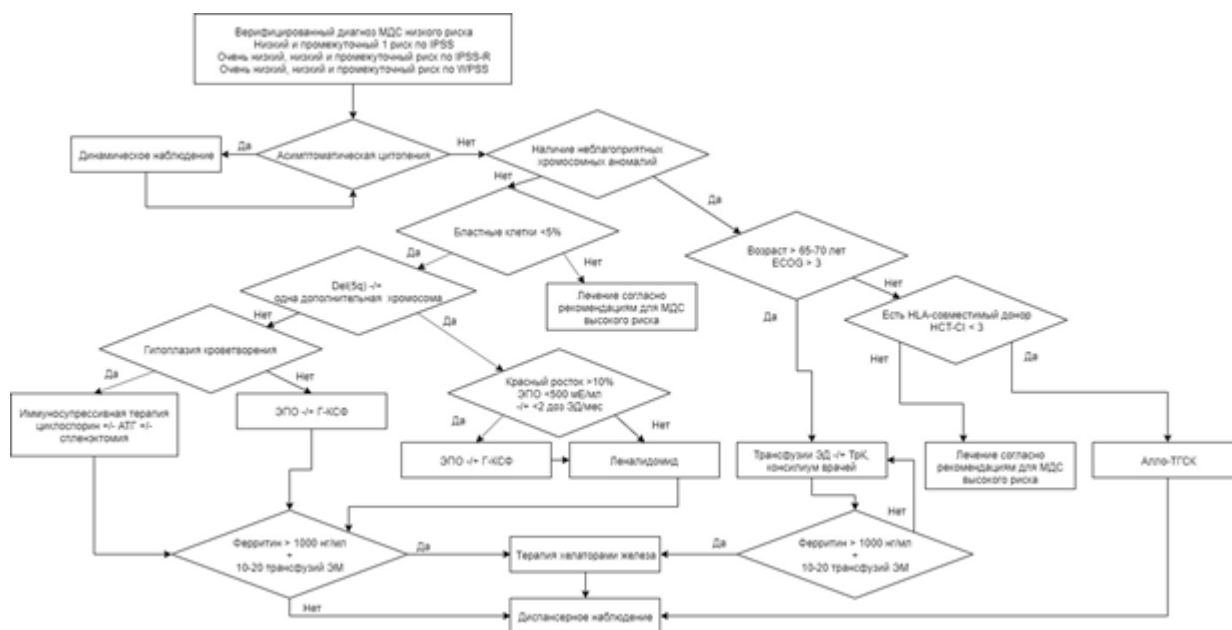 Верифицированный диагноз МДС низкого риска
Низкий и промежуточный 1 риск по IPSS
Очень низкий, низкий и промежуточный риск по IPSS-R
Очень низкий, низкий и промежуточный риск по WPSS
Динамическое наблюдение
Да
Асимптоматическая цитопения
Нет
Наличие неблагоприятных
хромосомных аномалий
Нет
Да
Бластные клетки <5%
Да
Нет
Возраст > 65-70 лет
ECOG > 3
Del(5q) -/+
одна дополнительная хромосома
Лечение согласно
рекомендациям для МДС
высокого риска
Нет
Да
Нет
Да
Есть HLA-совместимый донор
HCT-CI < 3
Гипоплазия кроветворения
Да
Нет
Красный росток >10%
ЭПО <500 мЕ/мл
-/+ <2 доз ЭД/мес
Нет
Да
Иммуносупрессивная терапия
циклоспорин +/- АТГ +/-
спленэктомия
ЭПО -/+ Г-КСФ
Да
Нет
ЭПО -/+ Г-КСФ
Леналидомид
Трансфузии ЭД -/+ ТрК,
консилиум врачей
Лечение согласно
рекомендациям для МДС
высокого риска
Алло-ТГСК
Ферритин > 1000 нг/мл
+
10-20 трансфузий ЭМ
Да
Терапия хелаторами железа
Да
Ферритин > 1000 нг/мл
+
10-20 трансфузий ЭМ
Нет
Нет
Диспансерное наблюдение